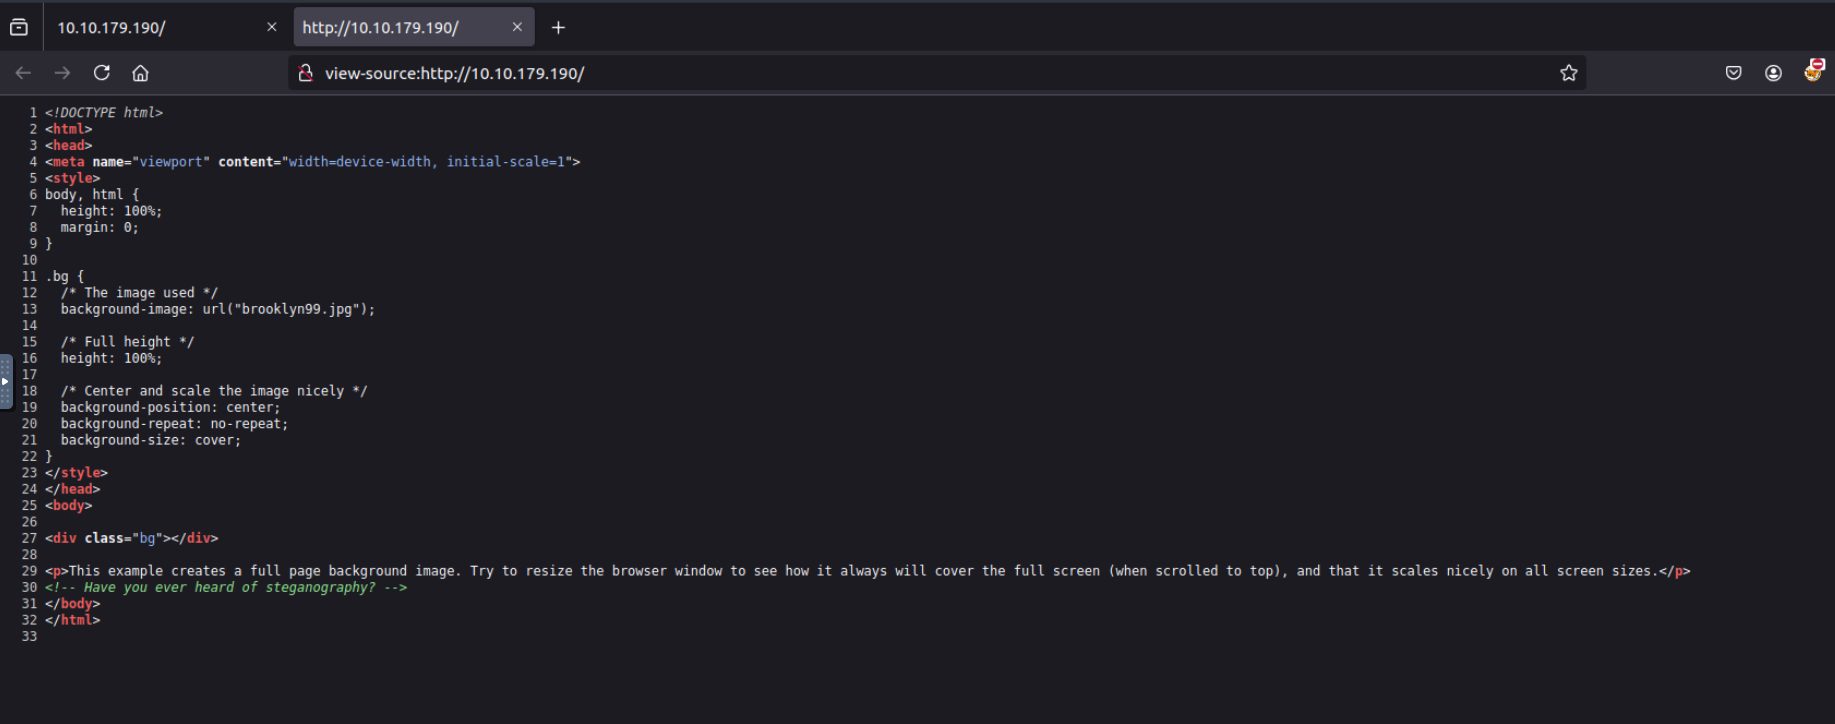 10.10.179.190/
http://10.10.179.190/
view-source:http://10.10.179.190/
1 <!DOCTYPE html>
2 <html>
3 <head>
4 <meta name="viewport" content="width=device-width, initial-scale=1">
5 <style>
6 body, html {
7   height: 100%;
8   margin: 0;
9 }
10
11 .bg {
12   /* The image used */
13   background-image: url("brooklyn99.jpg");
14
15   /* Full height */
16   height: 100%;
17
18   /* Center and scale the image nicely */
19   background-position: center;
20   background-repeat: no-repeat;
21   background-size: cover;
22 }
23 </style>
24 </head>
25 <body>
26
27 <div class="bg"></div>
28
29 <p>This example creates a full page background image. Try to resize the browser window to see how it always will cover the full screen (when scrolled to top), and that it scales nicely on all screen sizes.</p>
30 <!-- Have you ever heard of steganography? -->
31 </body>
32 </html>
33